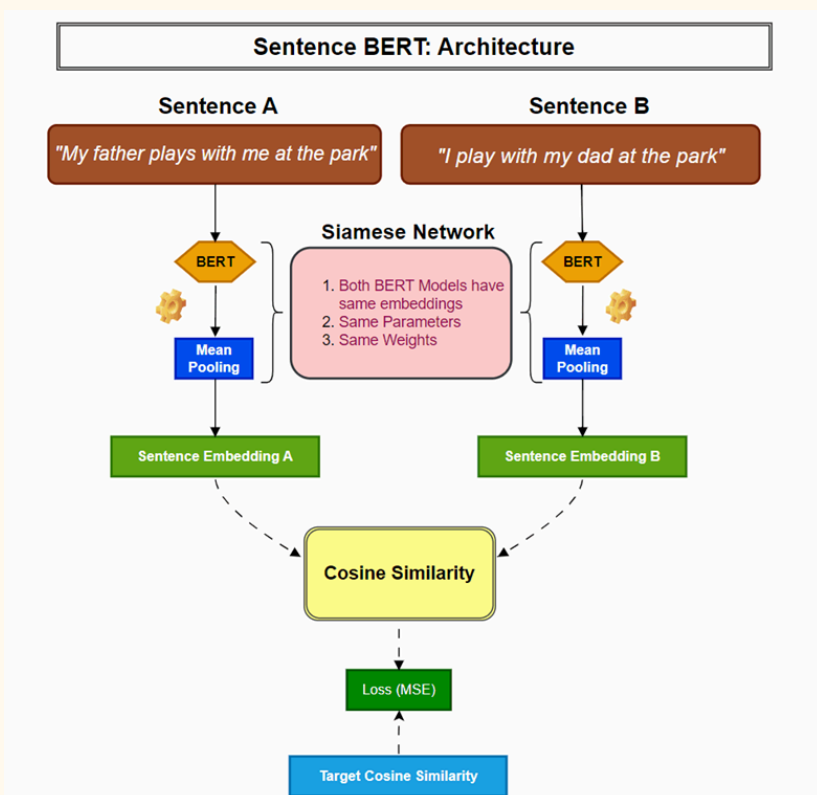 Sentence BERT: Architecture
Sentence A
Sentence B
"My father plays with me at the park"
"I play with my dad at the park"
Siamese Network
BERT
BERT
1. Both BERT Models have
same embeddings
2. Same Parameters
3. Same Weights
Mean
Pooling
Mean
Pooling
Sentence Embedding A
Sentence Embedding B
Cosine Similarity
Loss (MSE)
Target Cosine Similarity